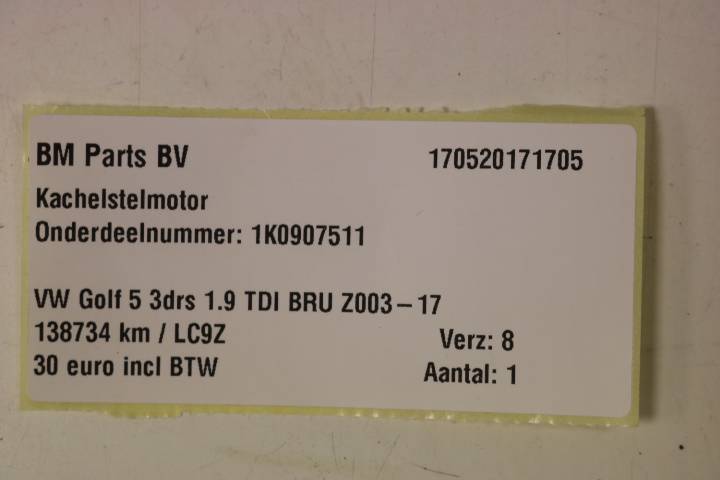 BM Parts BV 170520171705
Kachelstelmotor
Onderdeelnummer: 1K0907511
VW Golf 5 3drs 1.9 TDI BRU Z003-17
138734 km / LC9Z Verz: 8
30 euro incl BTW Aantal: 1